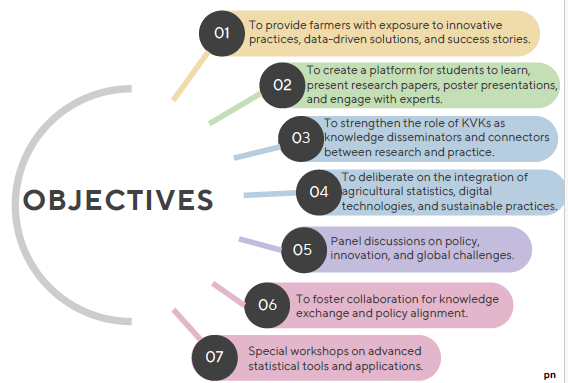 OBJECTIVES
01
To provide farmers with exposure to innovative
practices, data-driven solutions, and success stories.
02
To create a platform for students to learn,
present research papers, poster presentations,
and engage with experts.
03
To strengthen the role of KVKs as
knowledge disseminators and connectors
between research and practice.
04
To deliberate on the integration of
agricultural statistics, digital
technologies, and sustainable practices.
05
Panel discussions on policy,
innovation, and global challenges.
06
To foster collaboration for knowledge
exchange and policy alignment.
07
Special workshops on advanced
statistical tools and applications.
pn